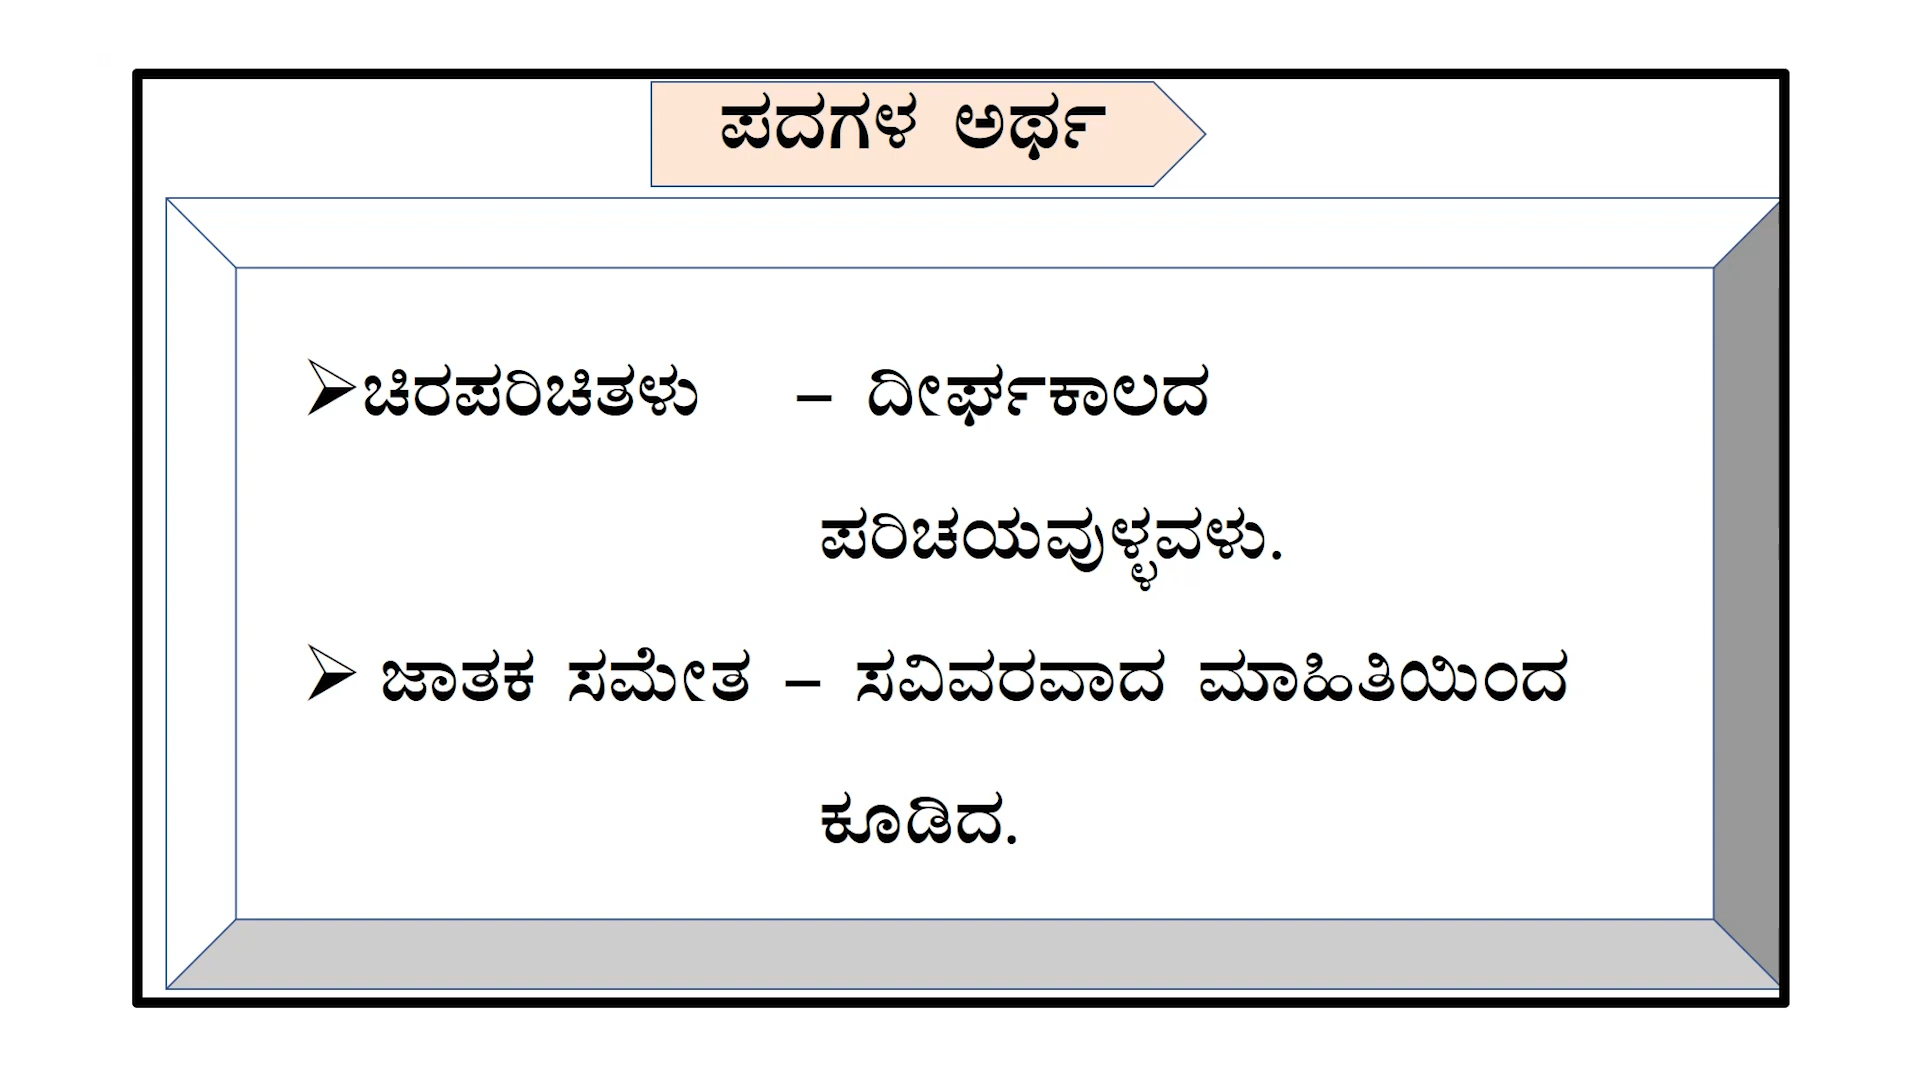 ಪದಗಳ ಅರ್ಥ
➢ಚಿರಪರಿಚಿತಳು – ದೀರ್ಘಕಾಲದ
ಪರಿಚಯವುಳ್ಳವಳು.
➢ ಜಾತಕ ಸಮೇತ – ಸವಿವರವಾದ ಮಾಹಿತಿಯಿಂದ
ಕೂಡಿದ.